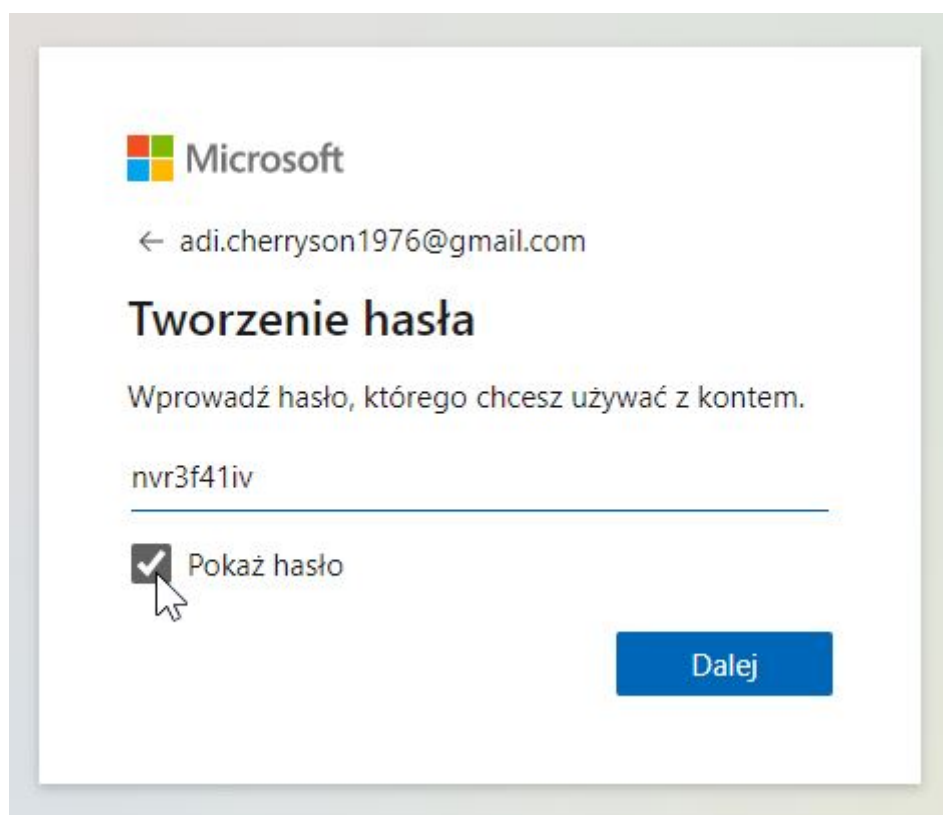 Microsoft
← adi.cherryson1976@gmail.com
Tworzenie hasła
Wprowadź hasło, którego chcesz używać z kontem.
nvr3f41iv
Pokaż hasło
Dalej